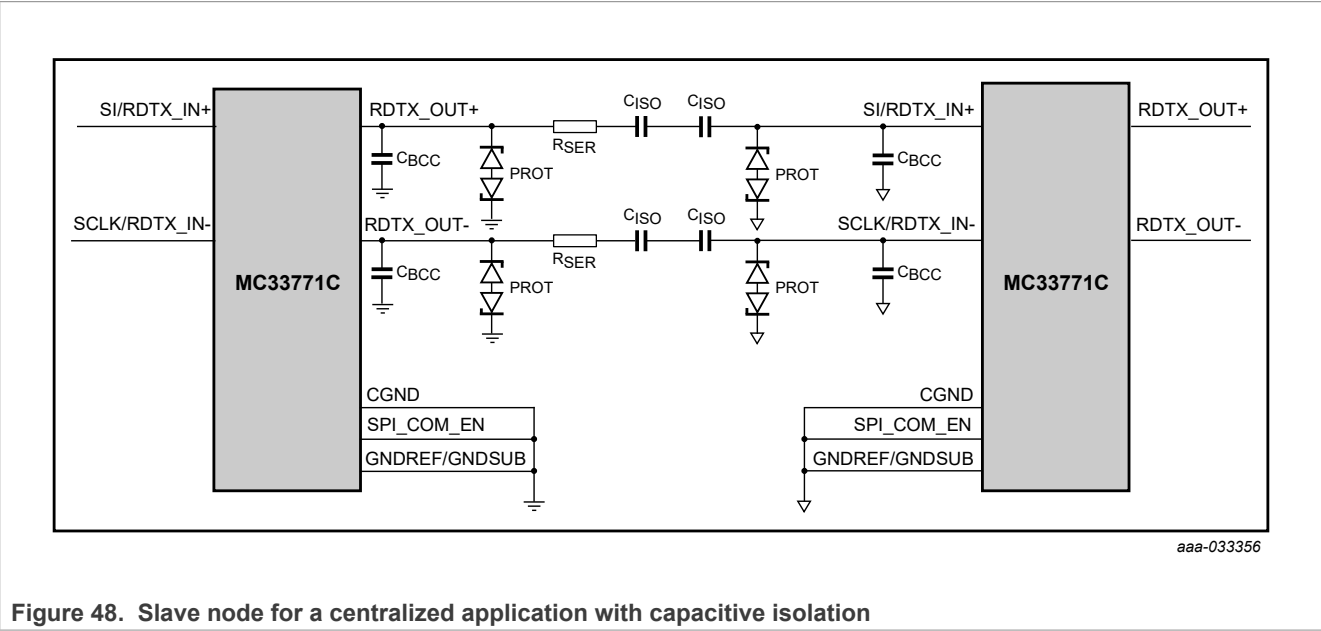 SI/RDTX_IN+
RDTX_OUT+
CISO
CISO
SI/RDTX_IN+
RDTX_OUT+
RSER
CBCC
PROT
PROT
CBCC
SCLK/RDTX_IN-
RDTX_OUT-
CISO
CISO
SCLK/RDTX_IN-
RDTX_OUT-
RSER
MC33771C
CBCC
PROT
PROT
CBCC
MC33771C
CGND
CGND
SPI_COM_EN
SPI_COM_EN
GNDREF/GNDSUB
GNDREF/GNDSUB
aaa-033356
Figure 48. Slave node for a centralized application with capacitive isolation